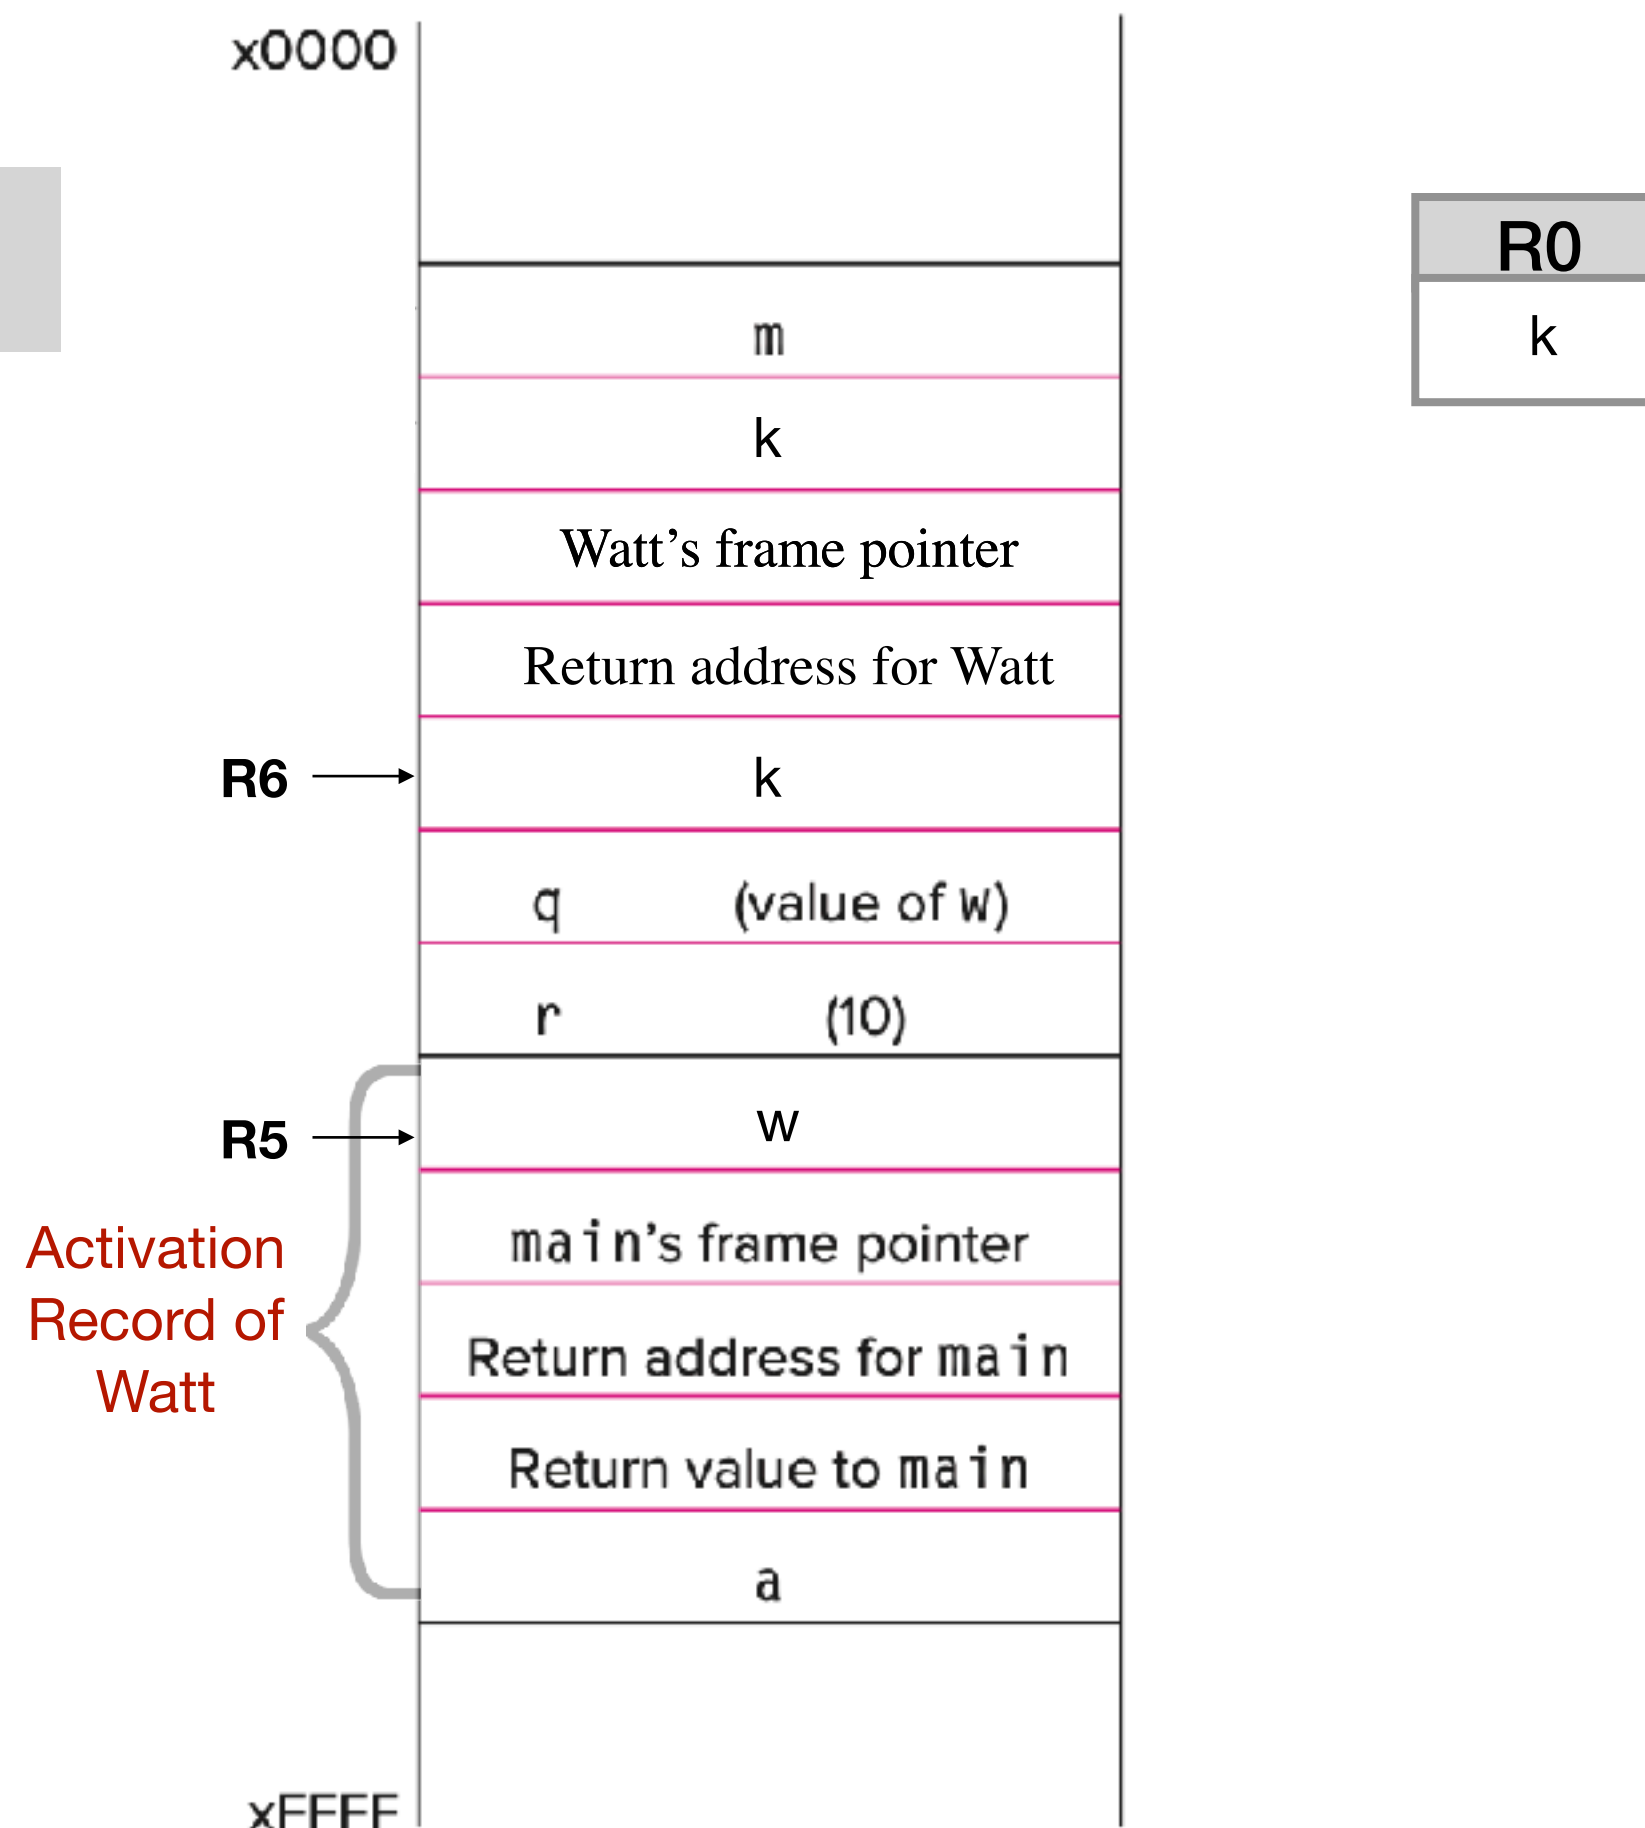 x0000
R0
k
m
k
Watt’s frame pointer
Return address for Watt
R6
k
q (value of w)
r (10)
R5
w
Activation
Record of
Watt
main’s frame pointer
Return address for main
Return value to main
a
xFFFF